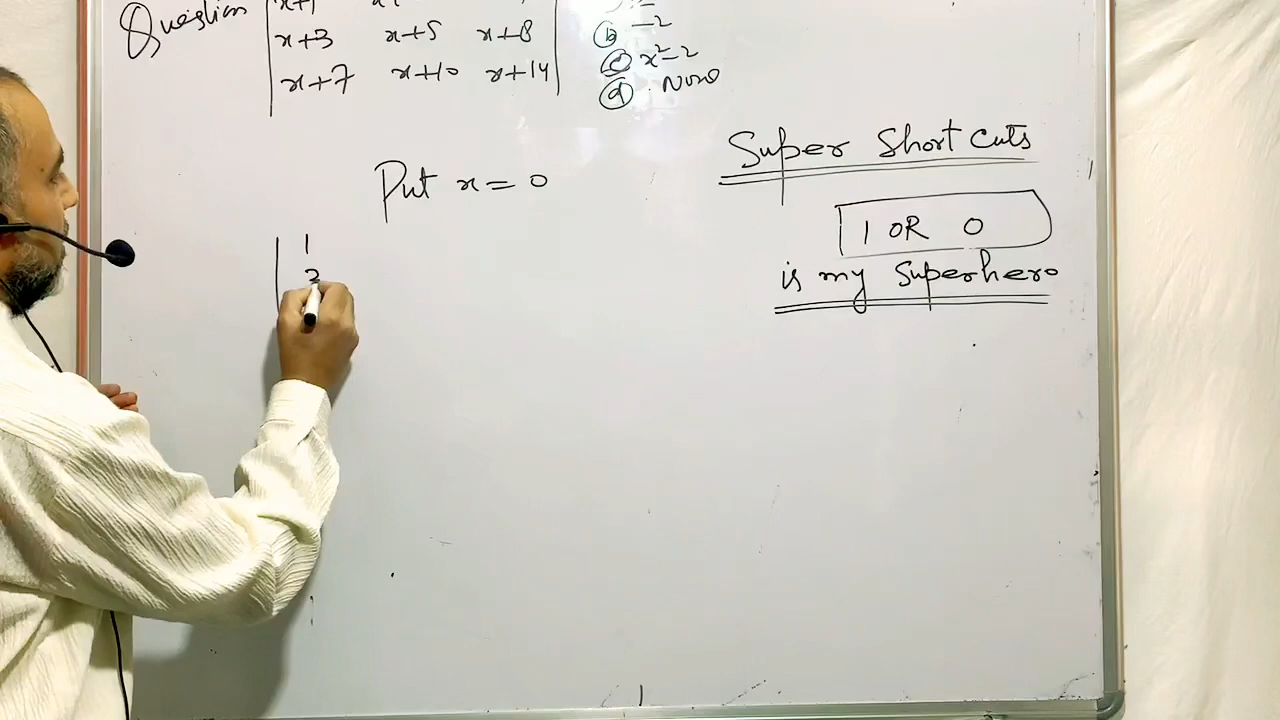 Question x+1
x+3 x+5 x+8
x+7 x+10 x+14
(b) -2
(c) x²-2
(d) . None
Super Short Cuts
1 OR 0
is my Superhero
Put x = 0
1
3